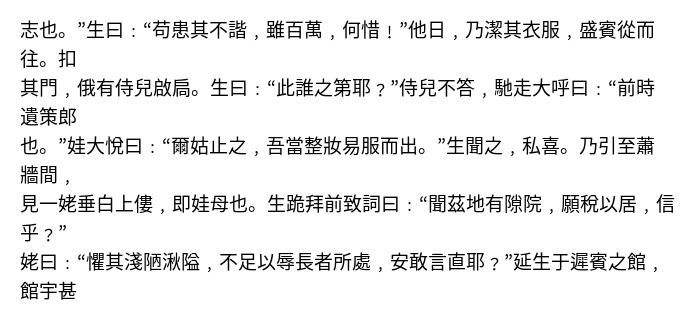 志也。”生曰：“苟患其不諧，雖百萬，何惜！”他日，乃潔其衣服，盛賓從而
往。扣
其門，俄有侍兒啟扃。生曰：“此誰之第耶？”侍兒不答，馳走大呼曰：“前時
遺策郎
也。”娃大悅曰：“爾姑止之，吾當整妝易服而出。”生聞之，私喜。乃引至蕭
牆間，
見一姥垂白上僂，即娃母也。生跪拜前致詞曰：“聞茲地有隙院，願稅以居，信
乎？”
姥曰：“懼其淺陋湫隘，不足以辱長者所處，安敢言直耶？”延生于遲賓之館，
館宇甚